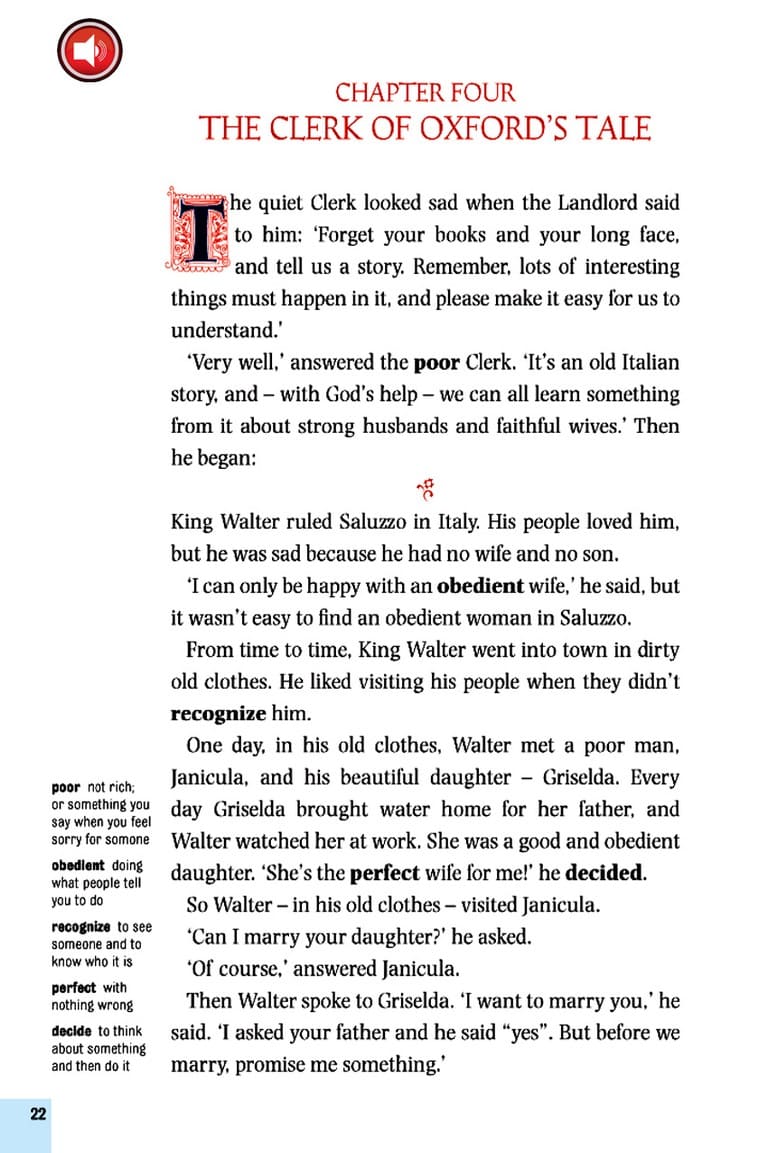 CHAPTER FOUR
THE CLERK OF OXFORD'S TALE
The quiet Clerk looked sad when the Landlord said
to him: ‘Forget your books and your long face,
and tell us a story. Remember, lots of interesting
things must happen in it, and please make it easy for us to
understand.’
‘Very well,’ answered the poor Clerk. ‘It’s an old Italian
story, and – with God’s help – we can all learn something
from it about strong husbands and faithful wives.’ Then
he began:
King Walter ruled Saluzzo in Italy. His people loved him,
but he was sad because he had no wife and no son.
‘I can only be happy with an obedient wife,’ he said, but
it wasn’t easy to find an obedient woman in Saluzzo.
From time to time, King Walter went into town in dirty
old clothes. He liked visiting his people when they didn’t
recognize him.
One day, in his old clothes, Walter met a poor man,
Janicula, and his beautiful daughter – Griselda. Every
day Griselda brought water home for her father, and
Walter watched her at work. She was a good and obedient
daughter. ‘She’s the perfect wife for me!’ he decided.
So Walter – in his old clothes – visited Janicula.
‘Can I marry your daughter?’ he asked.
‘Of course,’ answered Janicula.
Then Walter spoke to Griselda. ‘I want to marry you,’ he
said. ‘I asked your father and he said “yes”. But before we
marry, promise me something.’
poor not rich;
or something you
say when you feel
sorry for somone
obedient doing
what people tell
you to do
recognize to see
someone and to
know who it is
perfect with
nothing wrong
decide to think
about something
and then do it
22